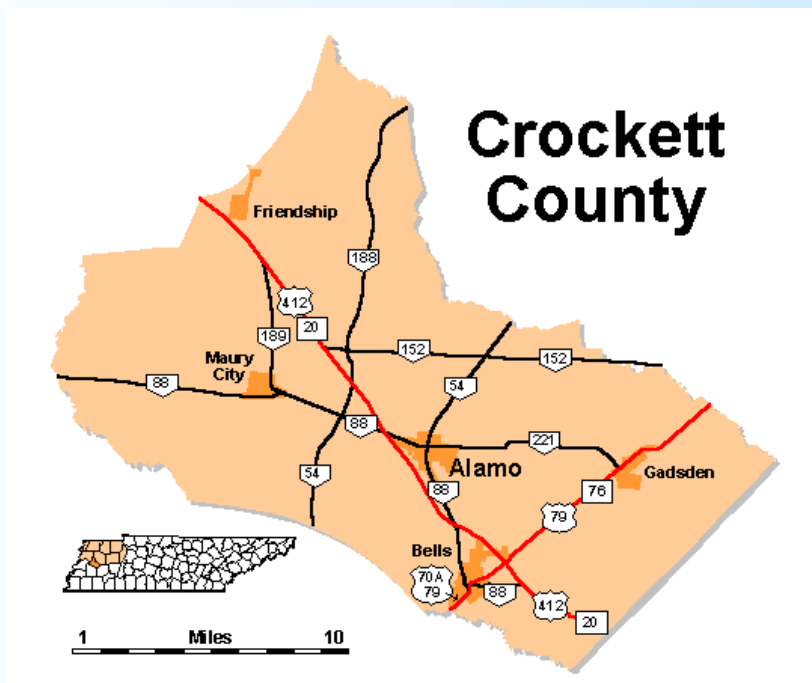 Crockett
County
Friendship
188
412
20
189
152
152
Maury
City
88
54
88
221
Alamo
54
88
Gadsden
76
79
Bells
70A
79
88
412
20
1 Miles 10